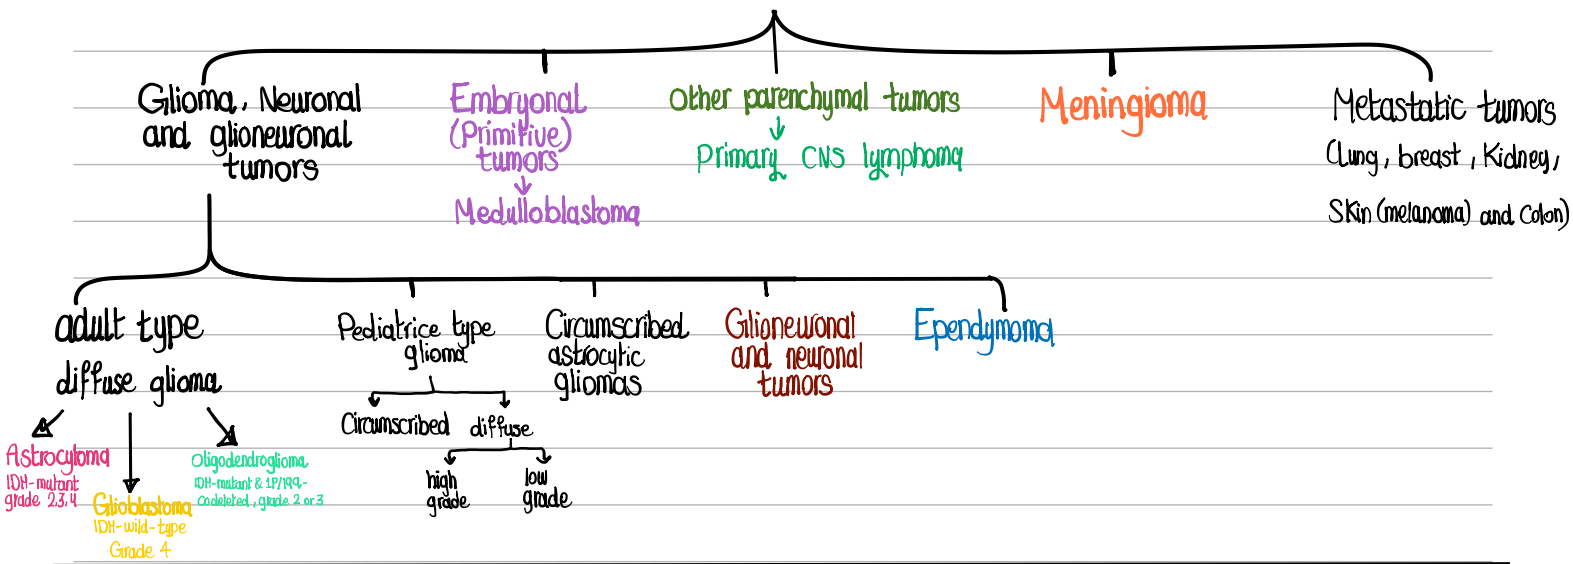 Glioma, Neuronal
and glioneuronal
tumors
Embryonal
(Primitive)
tumors
Medulloblastoma
Other parenchymal tumors
Primary CNS lymphoma
Meningioma
Metastatic tumors
(lung, breast, Kidney,
Skin (melanoma) and Colon)
adult type
diffuse glioma
Astrocytoma
IDH-mutant
grade 2,3,4
Glioblastoma
IDH-wild-type
Grade 4
Oligodendroglioma
IDH-mutant & 1P/19q-
Codeleted, grade 2 or 3
Pediatrice type
glioma
Circumscribed
diffuse
high
grade
low
grade
Circumscribed
astrocytic
gliomas
Glioneuronal
and neuronal
tumors
Ependymoma